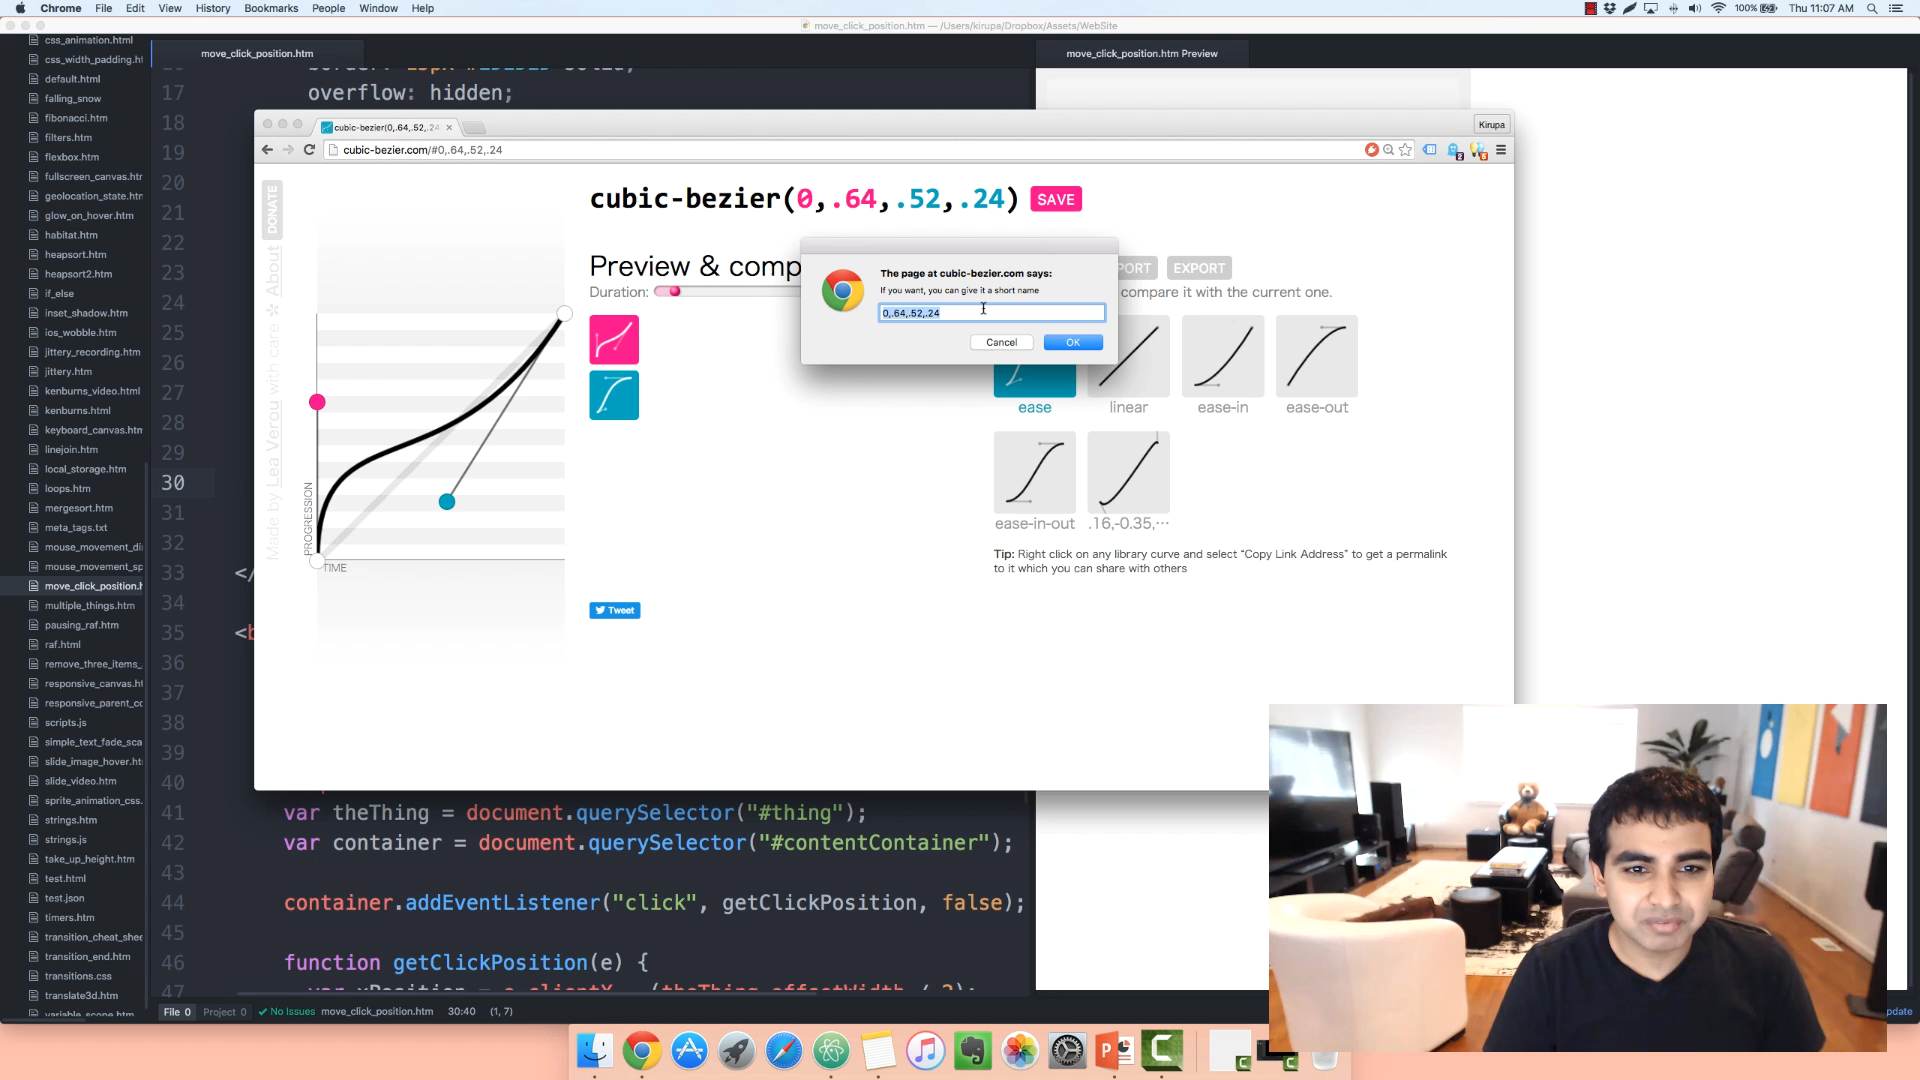 Chrome File Edit View History Bookmarks People Window Help
100% Thu 11:07 AM
move_click_position.htm — /Users/kirupa/Dropbox/Assets/WebSite
css_animation.html
css_width_padding.ht
default.html
falling_snow
fibonacci.htm
filters.htm
flexbox.htm
fullscreen_canvas.htm
geolocation_state.htm
glow_on_hover.htm
habitat.htm
heapsort.htm
heapsort2.htm
if_else
inset_shadow.htm
ios_wobble.htm
jittery_recording.htm
jittery.htm
kenburns_video.html
kenburns.html
keyboard_canvas.htm
linejoin.htm
local_storage.htm
loops.htm
mergesort.htm
meta_tags.txt
mouse_movement_di
mouse_movement_sp
move_click_position.h
multiple_things.htm
pausing_raf.htm
raf.html
remove_three_items_
responsive_canvas.ht
responsive_parent_co
scripts.js
simple_text_fade_sca
slide_image_hover.ht
slide_video.htm
sprite_animation_css.
strings.htm
strings.js
take_up_height.htm
test.html
test.json
timers.htm
transition_cheat_shee
transition_end.htm
transitions.css
translate3d.htm
variable_scope.htm
move_click_position.htm
move_click_position.htm Preview
17 overflow: hidden;
18
19
20
21
22
23
24
25
26
27
28
29
30
31
32
33 </
34
35 <b
36
37
38
39
40
41 var theThing = document.querySelector("#thing");
42 var container = document.querySelector("#contentContainer");
43
44 container.addEventListener("click", getClickPosition, false);
45
46 function getClickPosition(e) {
47
File 0 Project 0 No Issues move_click_position.htm 30:40 (1, 7)
pdate
cubic-bezier(0,.64,.52,.24
Kirupa
cubic-bezier.com/#0,.64,.52,.24
DONATE
Made by Lea Verou with care ✲ About
cubic-bezier(0,.64,.52,.24) SAVE
Preview & comp
Duration:
PORT EXPORT
compare it with the current one.
PROGRESSION
TIME
ease
linear
ease-in
ease-out
ease-in-out
.16,-0.35,…
Tip: Right click on any library curve and select “Copy Link Address” to get a permalink
to it which you can share with others
Tweet
The page at cubic-bezier.com says:
If you want, you can give it a short name
0,.64,.52,.24
Cancel OK